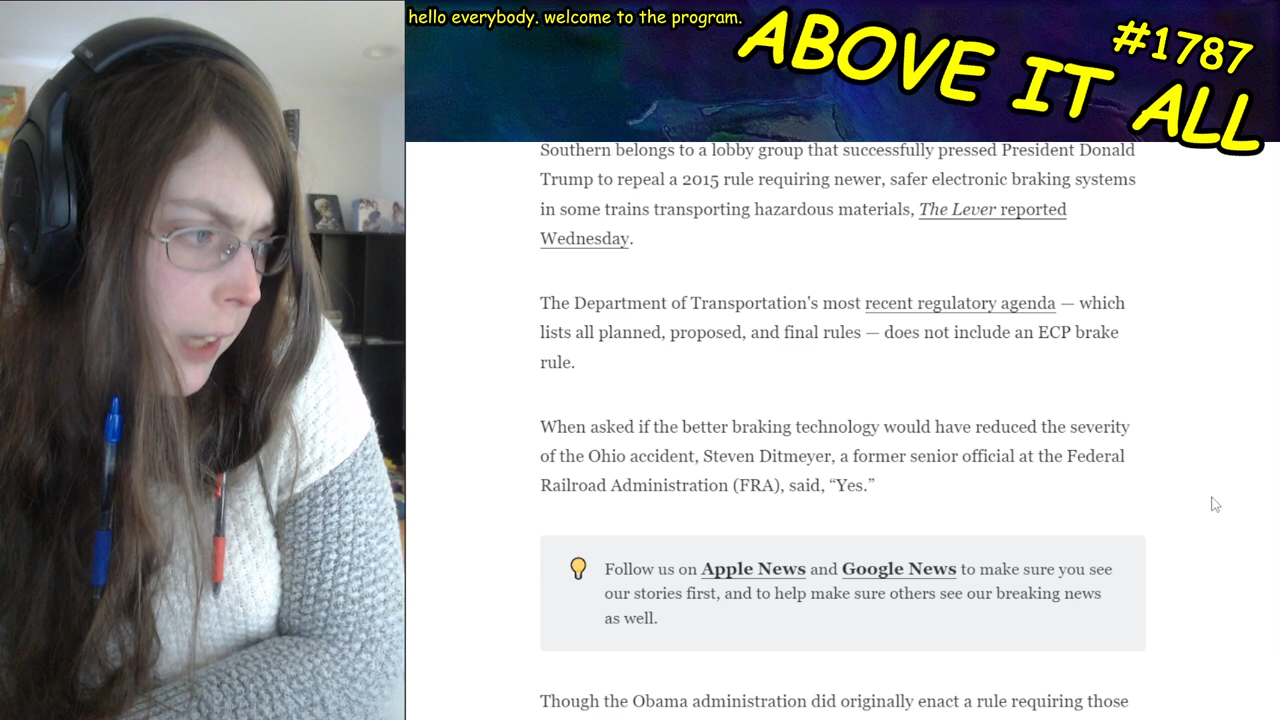 hello everybody. welcome to the program.
ABOVE IT ALL
#1787
Southern belongs to a lobby group that successfully pressed President Donald
Trump to repeal a 2015 rule requiring newer, safer electronic braking systems
in some trains transporting hazardous materials, The Lever reported
Wednesday.
The Department of Transportation's most recent regulatory agenda — which
lists all planned, proposed, and final rules — does not include an ECP brake
rule.
When asked if the better braking technology would have reduced the severity
of the Ohio accident, Steven Ditmeyer, a former senior official at the Federal
Railroad Administration (FRA), said, “Yes.”
Follow us on Apple News and Google News to make sure you see
our stories first, and to help make sure others see our breaking news
as well.
Though the Obama administration did originally enact a rule requiring those